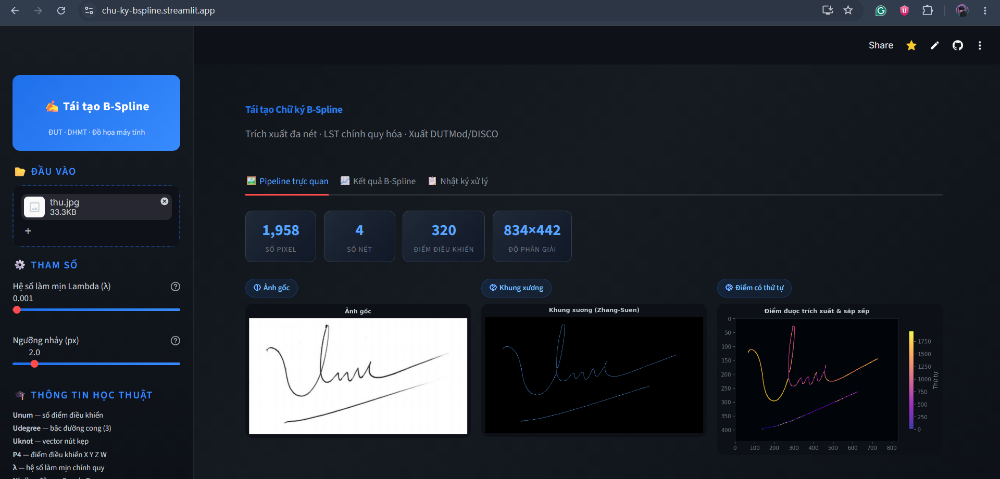 chu-ky-bspline.streamlit.app
Share
✍️ Tái tạo B-Spline
ĐUT · DHMT · Đồ họa máy tính
📂 ĐẦU VÀO
thu.jpg
33.3KB
+
⚙️ THAM SỐ
Hệ số làm mịn Lambda (λ)
0.001
Ngưỡng nhảy (px)
2.0
🎓 THÔNG TIN HỌC THUẬT
Unum — số điểm điều khiển
Udegree — bậc đường cong (3)
Uknot — vector nút kẹp
P4 — điểm điều khiển X Y Z W
λ — hệ số làm mịn chính quy
Tái tạo Chữ ký B-Spline
Trích xuất đa nét · LST chính quy hóa · Xuất DUTMod/DISCO
🖼️ Pipeline trực quan
📈 Kết quả B-Spline
📋 Nhật ký xử lý
1,958
SỐ PIXEL
4
SỐ NÉT
320
ĐIỂM ĐIỀU KHIỂN
834×442
ĐỘ PHÂN GIẢI
① Ảnh gốc
Ảnh gốc
② Khung xương
Khung xương (Zhang-Suen)
③ Điểm có thứ tự
Điểm được trích xuất & sắp xếp
0
50
100
150
200
250
300
350
400
0 100 200 300 400 500 600 700 800
1750
1500
1250
1000
750
500
250
0
Thứ tự